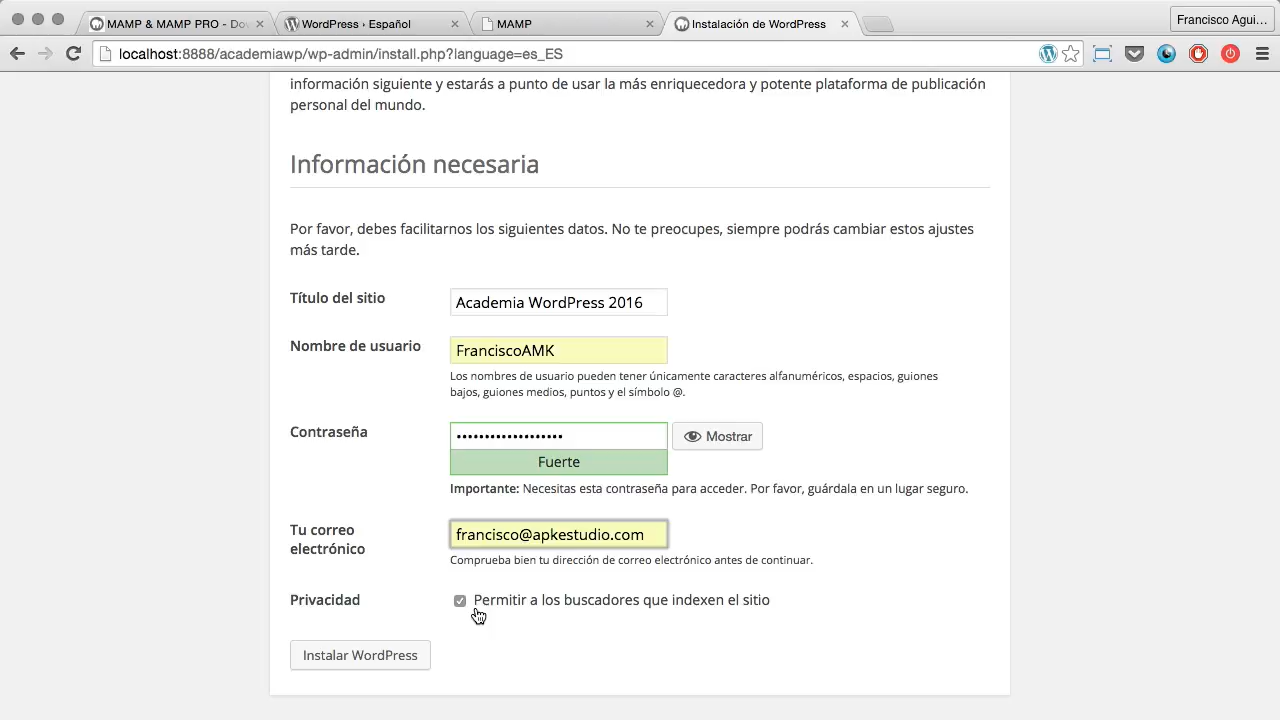 MAMP & MAMP PRO - Dov
WordPress › Español
MAMP
Instalación de WordPress
Francisco Agui...
localhost:8888/academiawp/wp-admin/install.php?language=es_ES
información siguiente y estarás a punto de usar la más enriquecedora y potente plataforma de publicación
personal del mundo.
Información necesaria
Por favor, debes facilitarnos los siguientes datos. No te preocupes, siempre podrás cambiar estos ajustes
más tarde.
Título del sitio
Academia WordPress 2016
Nombre de usuario
FranciscoAMK
Los nombres de usuario pueden tener únicamente caracteres alfanuméricos, espacios, guiones
bajos, guiones medios, puntos y el símbolo @.
Contraseña
•••••••••••••••••••
Mostrar
Fuerte
Importante: Necesitas esta contraseña para acceder. Por favor, guárdala en un lugar seguro.
Tu correo
electrónico
francisco@apkestudio.com
Comprueba bien tu dirección de correo electrónico antes de continuar.
Privacidad
Permitir a los buscadores que indexen el sitio
Instalar WordPress